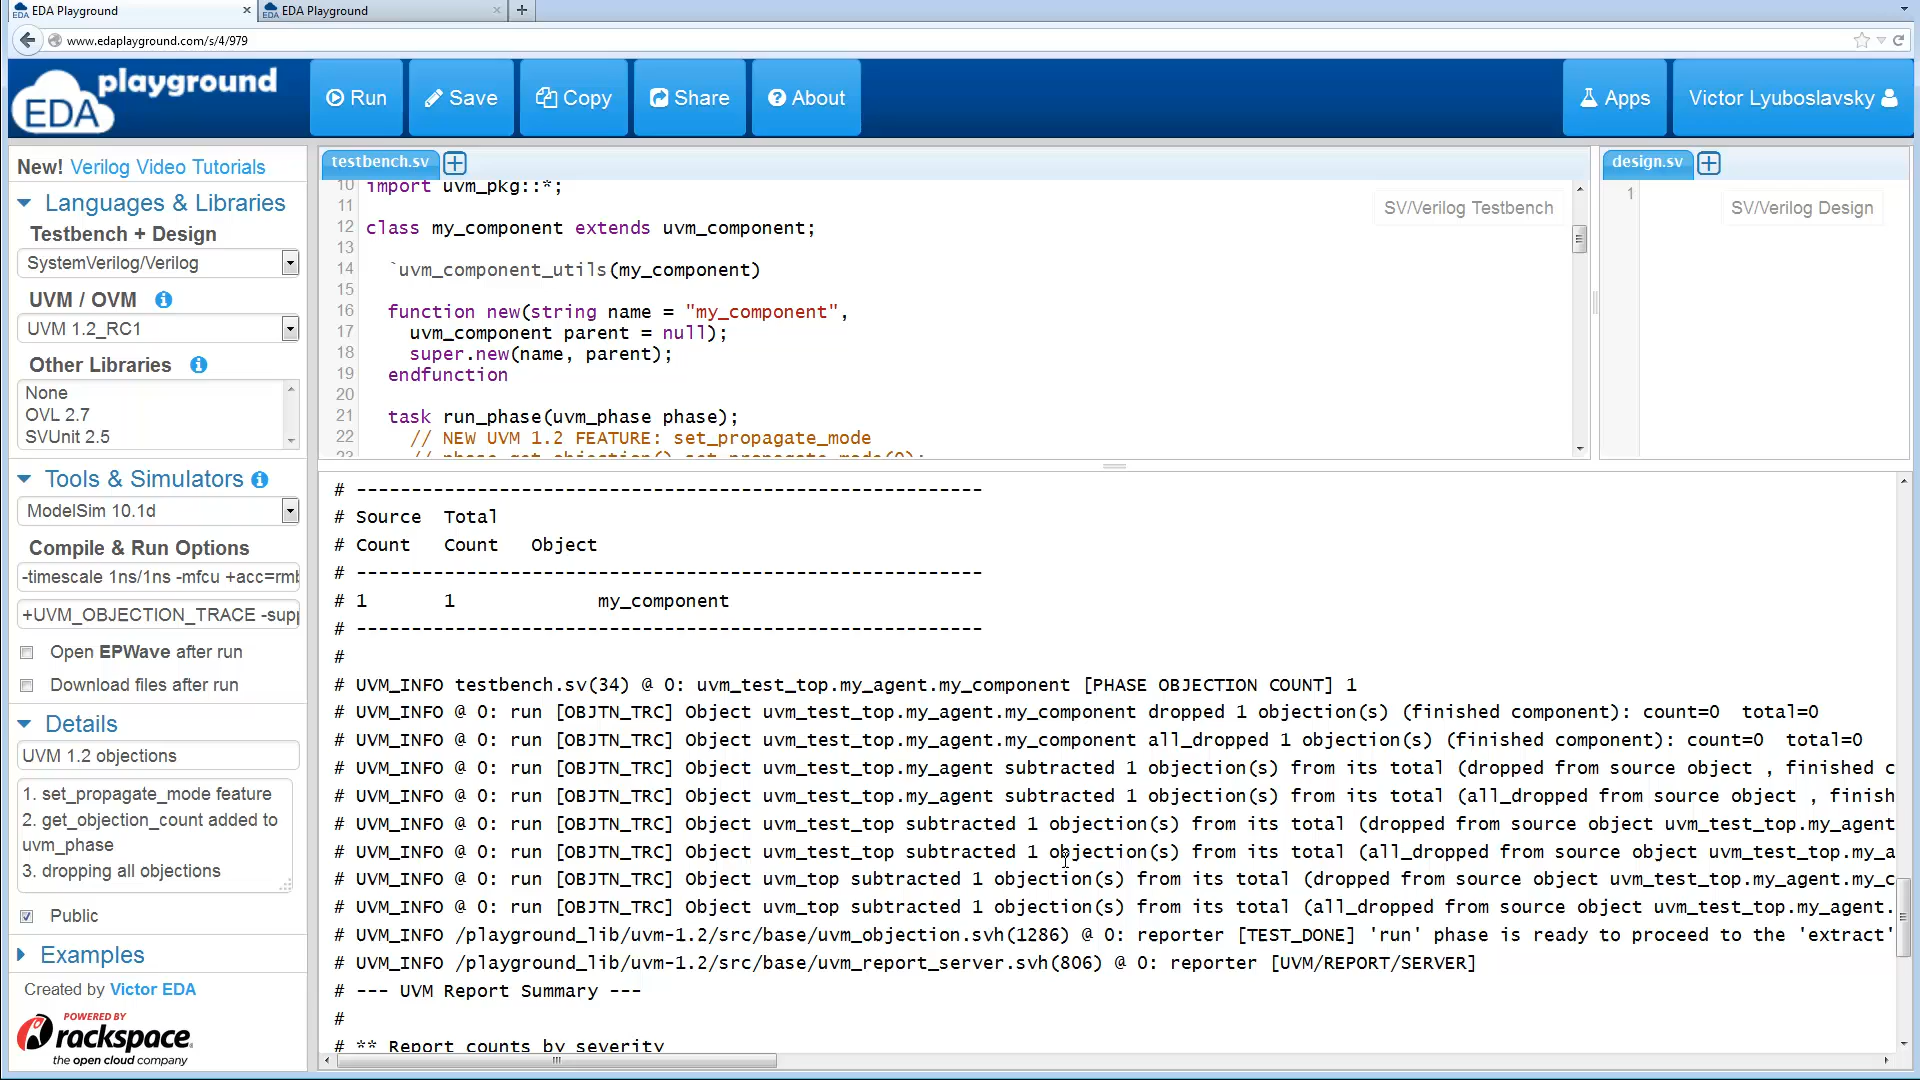 EDA Playground
EDA Playground
www.edaplayground.com/s/4/979
EDA playground
Run
Save
Copy
Share
About
Apps
Victor Lyuboslavsky
New! Verilog Video Tutorials
Languages & Libraries
Testbench + Design
SystemVerilog/Verilog
UVM / OVM
UVM 1.2_RC1
Other Libraries
None
OVL 2.7
SVUnit 2.5
Tools & Simulators
ModelSim 10.1d
Compile & Run Options
-timescale 1ns/1ns -mfcu +acc=rmb
+UVM_OBJECTION_TRACE -supp
Open EPWave after run
Download files after run
Details
UVM 1.2 objections
1. set_propagate_mode feature
2. get_objection_count added to
uvm_phase
3. dropping all objections
Public
Examples
Created by Victor EDA
POWERED BY
rackspace.
the open cloud company
testbench.sv
SV/Verilog Testbench
10 import uvm_pkg::*;
11
12 class my_component extends uvm_component;
13
14 `uvm_component_utils(my_component)
15
16 function new(string name = "my_component",
17 uvm_component parent = null);
18 super.new(name, parent);
19 endfunction
20
21 task run_phase(uvm_phase phase);
22 // NEW UVM 1.2 FEATURE: set_propagate_mode
23 // phase.get_objection().set_propagate_mode(0);
design.sv
1
SV/Verilog Design
# ---------------------------------------------------------
# Source Total
# Count Count Object
# ---------------------------------------------------------
# 1 1 my_component
# ---------------------------------------------------------
#
# UVM_INFO testbench.sv(34) @ 0: uvm_test_top.my_agent.my_component [PHASE OBJECTION COUNT] 1
# UVM_INFO @ 0: run [OBJTN_TRC] Object uvm_test_top.my_agent.my_component dropped 1 objection(s) (finished component): count=0 total=0
# UVM_INFO @ 0: run [OBJTN_TRC] Object uvm_test_top.my_agent.my_component all_dropped 1 objection(s) (finished component): count=0 total=0
# UVM_INFO @ 0: run [OBJTN_TRC] Object uvm_test_top.my_agent subtracted 1 objection(s) from its total (dropped from source object , finished c
# UVM_INFO @ 0: run [OBJTN_TRC] Object uvm_test_top.my_agent subtracted 1 objection(s) from its total (all_dropped from source object , finish
# UVM_INFO @ 0: run [OBJTN_TRC] Object uvm_test_top subtracted 1 objection(s) from its total (dropped from source object uvm_test_top.my_agent
# UVM_INFO @ 0: run [OBJTN_TRC] Object uvm_test_top subtracted 1 objection(s) from its total (all_dropped from source object uvm_test_top.my_a
# UVM_INFO @ 0: run [OBJTN_TRC] Object uvm_top subtracted 1 objection(s) from its total (dropped from source object uvm_test_top.my_agent.my_c
# UVM_INFO @ 0: run [OBJTN_TRC] Object uvm_top subtracted 1 objection(s) from its total (all_dropped from source object uvm_test_top.my_agent.
# UVM_INFO /playground_lib/uvm-1.2/src/base/uvm_objection.svh(1286) @ 0: reporter [TEST_DONE] 'run' phase is ready to proceed to the 'extract'
# UVM_INFO /playground_lib/uvm-1.2/src/base/uvm_report_server.svh(806) @ 0: reporter [UVM/REPORT/SERVER]
# --- UVM Report Summary ---
#
# ** Report counts by severity